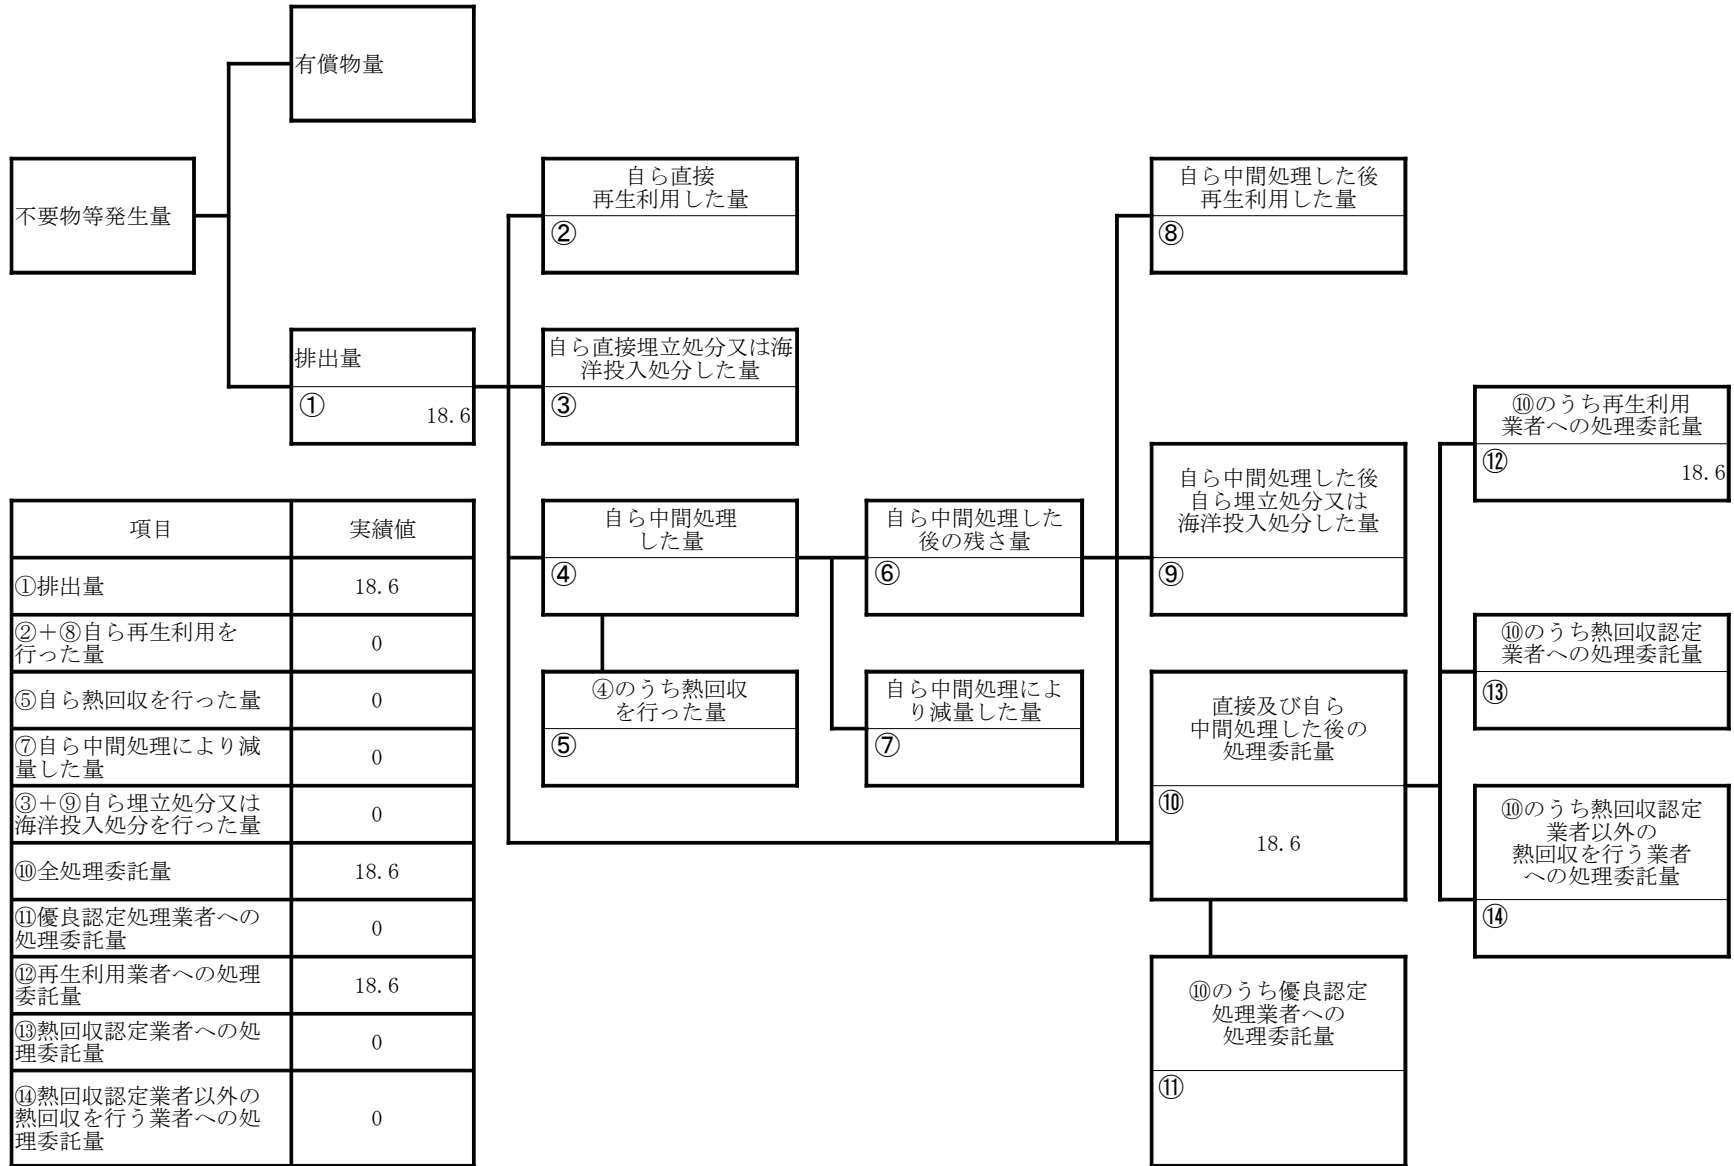 有償物量
不要物等発生量
排出量
①
18.6
自ら直接
再生利用した量
②
自ら直接埋立処分又は海
洋投入処分した量
③
自ら中間処理
した量
④
④のうち熱回収
を行った量
⑤
自ら中間処理した
後の残さ量
⑥
自ら中間処理によ
り減量した量
⑦
自ら中間処理した後
再生利用した量
⑧
自ら中間処理した後
自ら埋立処分又は
海洋投入処分した量
⑨
直接及び自ら
中間処理した後の
処理委託量
⑩
18.6
⑩のうち優良認定
処理業者への
処理委託量
⑪
⑩のうち再生利用
業者への処理委託量
⑫
18.6
⑩のうち熱回収認定
業者への処理委託量
⑬
⑩のうち熱回収認定
業者以外の
熱回収を行う業者
への処理委託量
⑭
項目 実績値
①排出量 18.6
②＋⑧自ら再生利用を
行った量 0
⑤自ら熱回収を行った量 0
⑦自ら中間処理により減
量した量 0
③＋⑨自ら埋立処分又は
海洋投入処分を行った量 0
⑩全処理委託量 18.6
⑪優良認定処理業者への
処理委託量 0
⑫再生利用業者への処理
委託量 18.6
⑬熱回収認定業者への処
理委託量 0
⑭熱回収認定業者以外の
熱回収を行う業者への処
理委託量 0